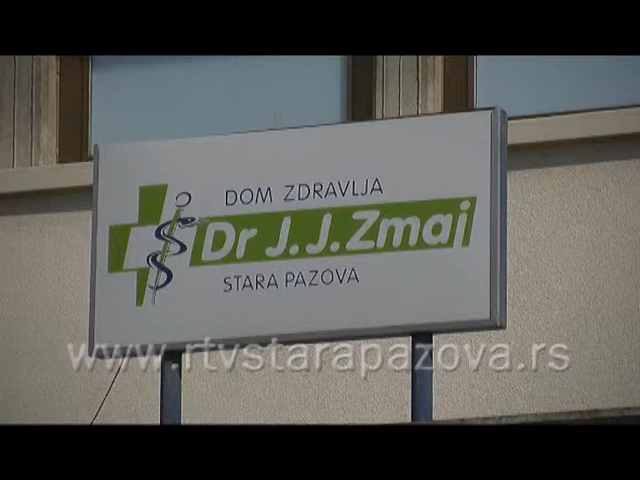 DOM ZDRAVLJA
Dr J. J. Zmaj
STARA PAZOVA
www.rtvstarapazova.rs